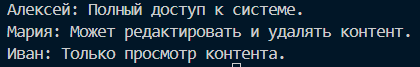 Алексей: Полный доступ к системе.
Мария: Может редактировать и удалять контент.
Иван: Только просмотр контента.